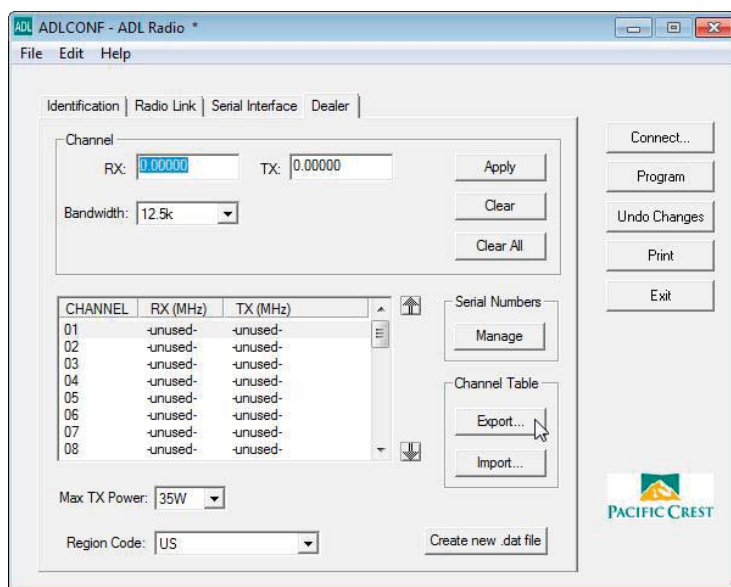 ADL ADLCONF - ADL Radio *
File Edit Help
Identification Radio Link Serial Interface Dealer
Channel
RX: 0.00000 TX: 0.00000
Bandwidth: 12.5k
Apply
Clear
Clear All
CHANNEL RX (MHz) TX (MHz)
01 -unused- -unused-
02 -unused- -unused-
03 -unused- -unused-
04 -unused- -unused-
05 -unused- -unused-
06 -unused- -unused-
07 -unused- -unused-
08 -unused- -unused-
Serial Numbers
Manage
Channel Table
Export...
Import...
Max TX Power: 35W
Region Code: US
Create new .dat file
Connect...
Program
Undo Changes
Print
Exit
PACIFIC CREST